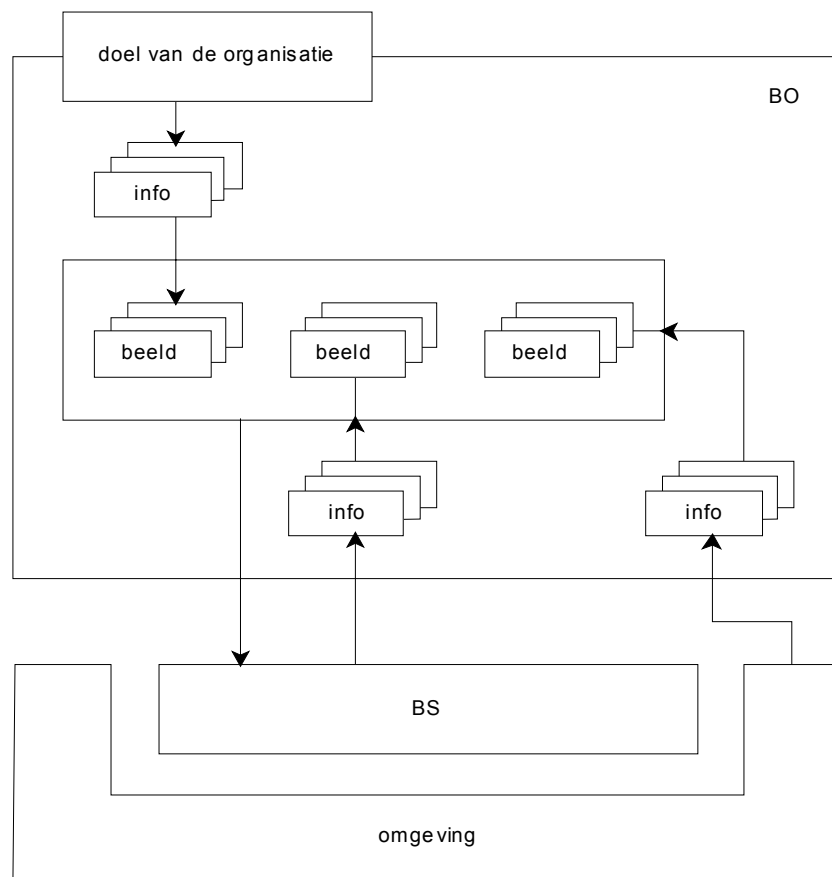 doel van de organisatie
BO
info
beeld
beeld
beeld
info
info
BS
omgeving